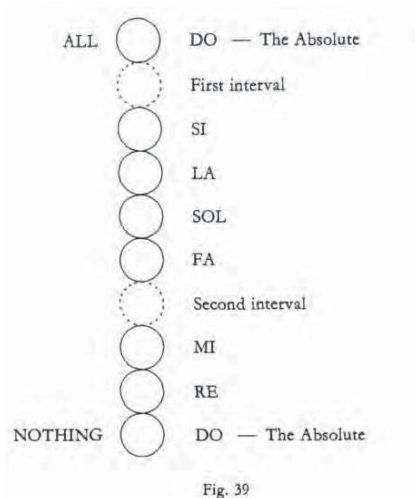 ALL DO — The Absolute
First interval
SI
LA
SOL
FA
Second interval
MI
RE
NOTHING DO — The Absolute
Fig. 39